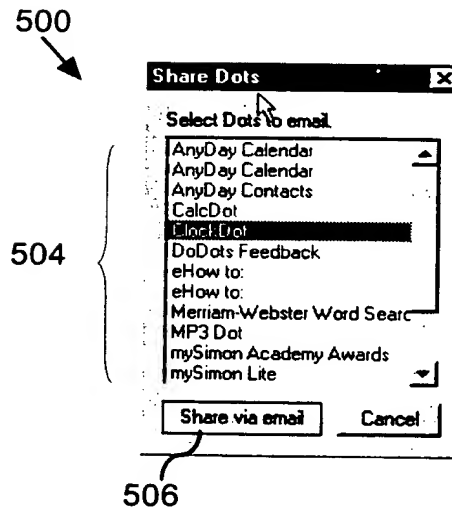 500
Share Dots
Select Dots to email.
AnyDay Calendar
AnyDay Calendar
AnyDay Contacts
CalcDot
ClockDot
504
DoDots Feedback
eHow to:
eHow to:
Merriam-Webster Word Searc
MP3 Dot
mySimon Academy Awards
mySimon Lite
Share via email
Cancel
506